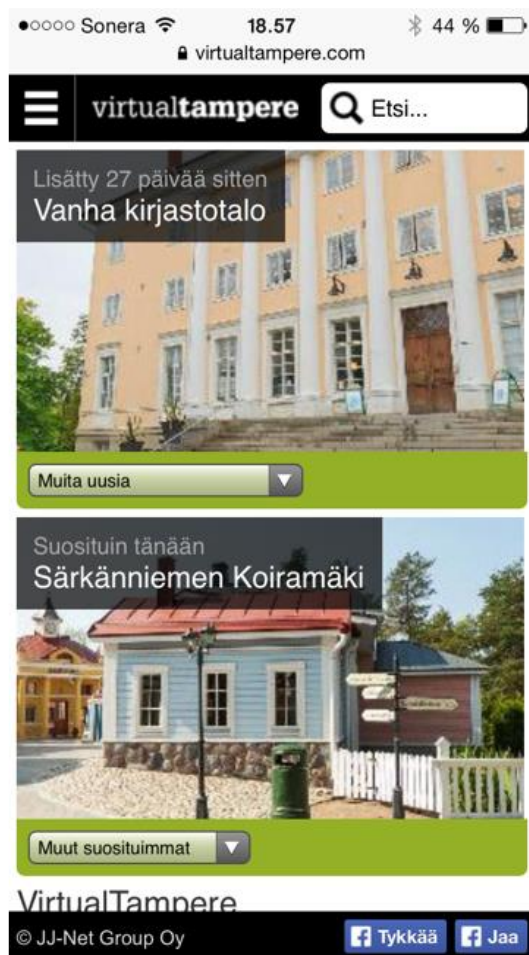 Sonera 18.57 44 %
virtualtampere.com
virtualtampere Etsi...
Lisätty 27 päivää sitten
Vanha kirjastotalo
Muita uusia
Suosituin tänään
Särkänniemen Koiramäki
Muut suosituimmat
VirtualTampere
© JJ-Net Group Oy Tykkää Jaa